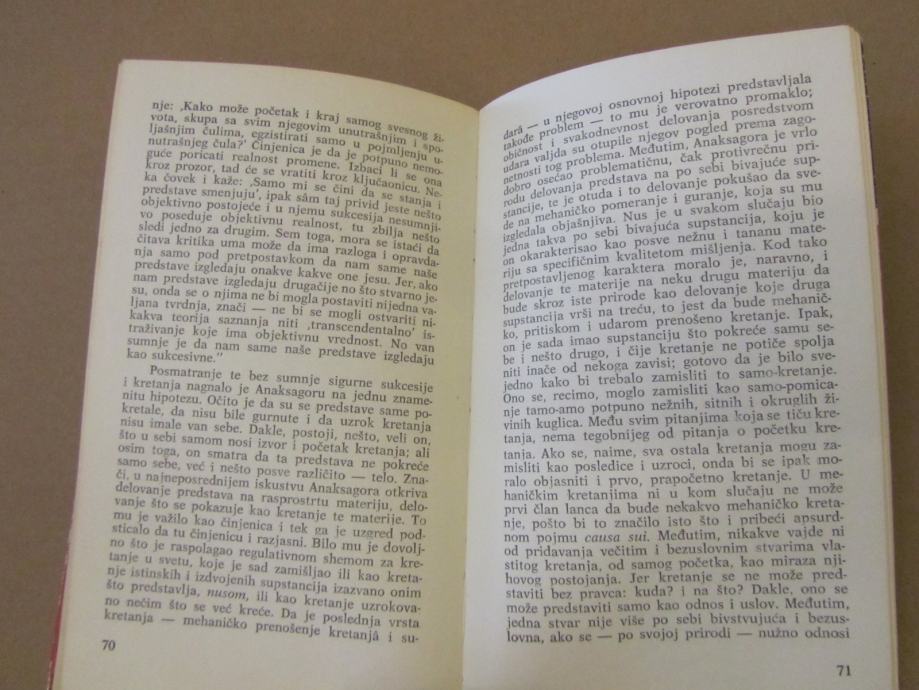 nje: ‚Kako može početak i kraj samog svesnog ži-
vota, skupa sa svim njegovim unutrašnjim i spo-
ljašnjim čulima, egzistirati samo u pojmljenju u-
nutrašnjeg čula?’ Činjenica je da je potpuno nemo-
guće poricati realnost promene. Izbaci li se ona
kroz prozor, tad će se vratiti kroz ključaonicu. Ne-
ka čovek i kaže: ‚Samo mi se čini da se stanja i
predstave smenjuju’, ipak sâm taj privid jeste nešto
objektivno postojeće i u njemu sukcesija nesumnji-
vo poseduje objektivnu realnost, tu zbilja nešto
sledi jedno za drugim. Sem toga, mora se istaći da
čitava kritika uma može da ima razloga i opravda-
nja samo pod pretpostavkom da nam same naše
predstave izgledaju onakve kakve one jesu. Jer, ako
nam predstave izgledaju drugačije no što stvarno je-
su, onda se o njima ne bi mogla postaviti nijedna va-
ljana tvrdnja, znači — ne bi se mogli ostvariti ni-
kakva teorija saznanja niti ‚transcendentalno’ is-
traživanje koje ima objektivnu vrednost. No van
sumnje je da nam same naše predstave izgledaju
kao sukcesivne.”
Posmatranje te bez sumnje sigurne sukcesije
i kretanja nagnalo je Anaksagoru na jednu zname-
nitu hipotezu. Očito je da su se predstave same po-
kretale, da nisu bile gurnute i da uzrok kretanja
nisu imale van sebe. Dakle, postoji, nešto, veli on,
što u sebi samom nosi izvor i početak kretanja; ali
osim toga, on smatra da ta predstava ne pokreće
samo sebe, već i nešto posve različito — telo. Zna-
či, u najneposrednijem iskustvu Anaksagora otkriva
delovanje predstava na rasprostrtu materiju, delo-
vanje što se pokazuje kao kretanje te materije. To
mu je važilo kao činjenica i tek ga je uzgred pod-
sticalo da tu činjenicu i razjasni. Bilo mu je dovolj-
no što je raspolagao regulativnom shemom za kre-
tanje u svetu, koje je sad zamišljao ili kao kreta-
nje istinskih i izdvojenih supstancija izazvano onim
što predstavlja, nusom, ili kao kretanje uzrokova-
no nečim što se već kreće. Da je poslednja vrsta
kretanja — mehaničko prenošenje kretanjâ i su-
70
darâ — u njegovoj osnovnoj hipotezi predstavljala
takođe problem — to mu je verovatno promaklo;
običnost i svakodnevnost delovanja posredstvom
udara valjda su otupile njegov pogled prema zago-
netnosti tog problema. Međutim, Anaksagora je vrlo
dobro osećao problematičnu, čak protivrečnu pri-
rodu delovanja predstava na po sebi bivajuće sup-
stancije, te je otuda i to delovanje pokušao da sve-
de na mehaničko pomeranje i guranje, koja su mu
izgledala objašnjiva. Nus je u svakom slučaju bio
jedna takva po sebi bivajuća supstancija, koju je
on okarakterisao kao posve nežnu i tananu mate-
riju sa specifičnim kvalitetom mišljenja. Kod tako
pretpostavljenog karaktera moralo je, naravno, i
delovanje te materije na neku drugu materiju da
bude skroz iste prirode kao delovanje koje druga
supstancija vrši na treću, to jest da bude mehanič-
ko, pritiskom i udarom prenošeno kretanje. Ipak,
on je sada imao supstanciju što pokreće samu se-
be i nešto drugo, i čije kretanje ne potiče spolja
niti inače od nekoga zavisi; gotovo da je bilo sve-
jedno kako bi trebalo zamisliti to samo-kretanje.
Ono se, recimo, moglo zamisliti kao samo-pomica-
nje tamo-amo potpuno nežnih, sitnih i okruglih ži-
vinih kuglica. Među svim pitanjima koja se tiču kre-
tanja, nema tegobnijeg od pitanja o početku kre-
tanja. Ako se, naime, sva ostala kretanja mogu za-
misliti kao posledice i uzroci, onda bi se ipak mo-
ralo objasniti i prvo, prapočetno kretanje. U me-
haničkim kretanjima ni u kom slučaju ne može
prvi član lanca da bude nekakvo mehaničko kreta-
nje, pošto bi to značilo isto što i pribeći apsurd-
nom pojmu causa sui. Međutim, nikakve vajde ni
od pridavanja večitim i bezuslovnim stvarima vla-
stitog kretanja, od samog početka, kao miraza nji-
hovog postojanja. Jer kretanje se ne može pred-
staviti bez pravca: kuda? i na što? Dakle, ono se
može predstaviti samo kao odnos i uslov. Međutim,
jedna stvar nije više po sebi bivstvujuća i bezus-
lovna, ako se — po svojoj prirodi — nužno odnosi
71